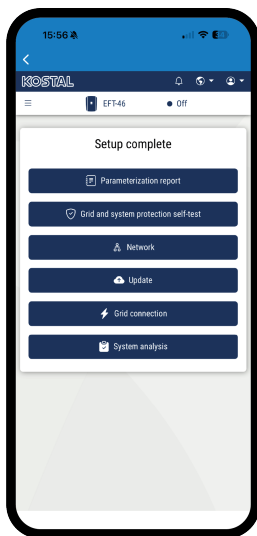 15:56
KOSTAL
EFT-46
Off
Setup complete
Parameterization report
Grid and system protection self-test
Network
Update
Grid connection
System analysis